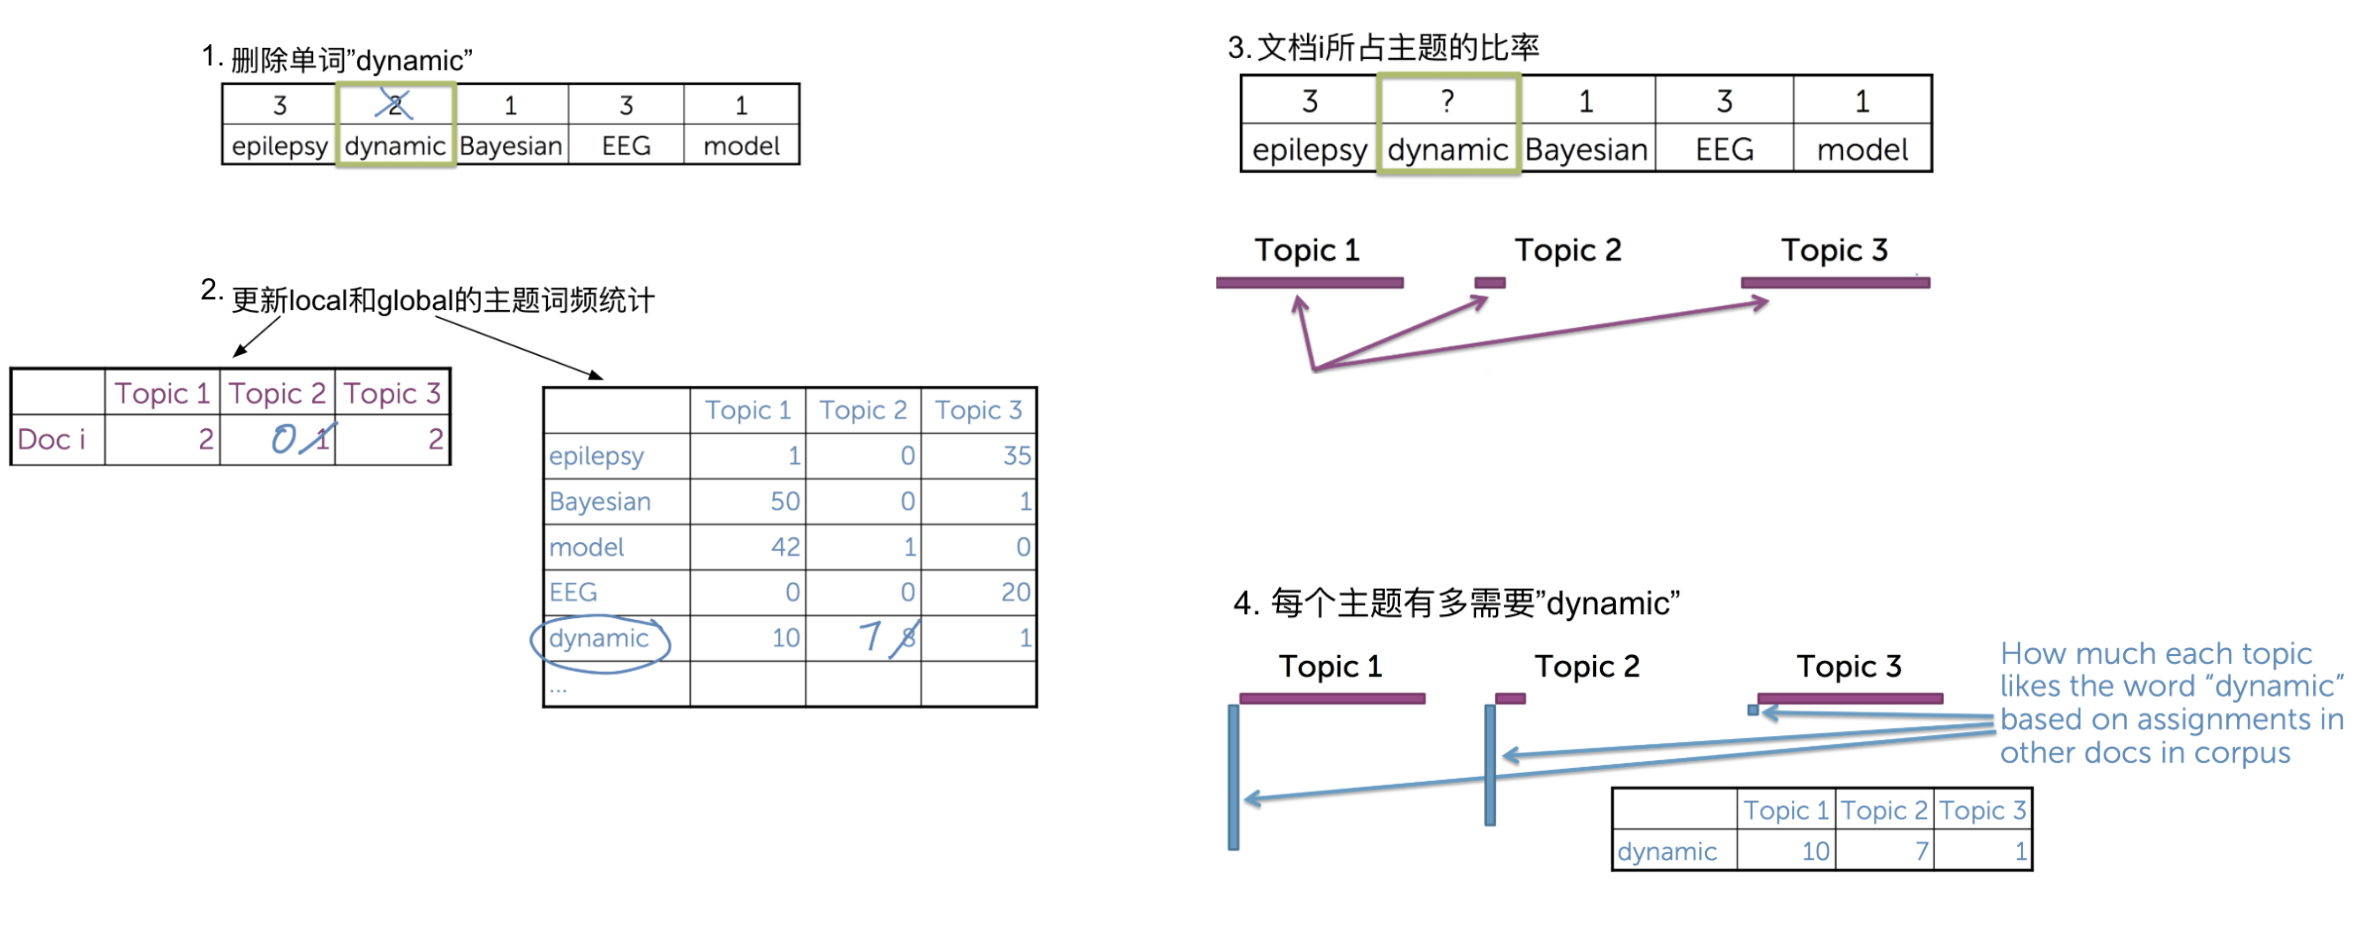 1. 删除单词”dynamic”
3 2 1 3 1
epilepsy dynamic Bayesian EEG model
2. 更新local和global的主题词频统计
Topic 1 Topic 2 Topic 3
Doc i 2 0 1 2
Topic 1 Topic 2 Topic 3
epilepsy 1 0 35
Bayesian 50 0 1
model 42 1 0
EEG 0 0 20
dynamic 10 7 8 1
...
3. 文档i所占主题的比率
3 ? 1 3 1
epilepsy dynamic Bayesian EEG model
Topic 1 Topic 2 Topic 3
4. 每个主题有多需要”dynamic”
Topic 1 Topic 2 Topic 3
How much each topic
likes the word “dynamic”
based on assignments in
other docs in corpus
Topic 1 Topic 2 Topic 3
dynamic 10 7 1